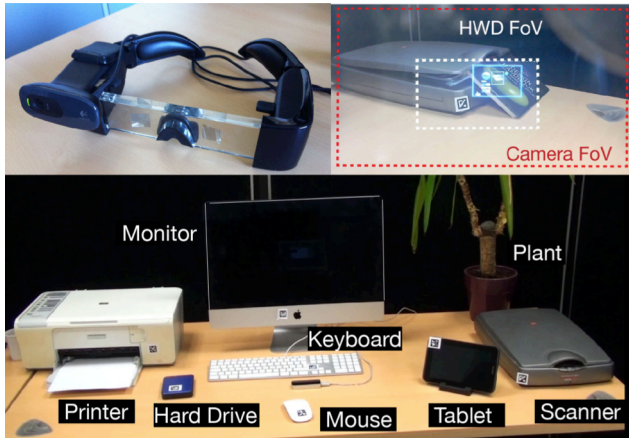 HWD FoV
Camera FoV
Monitor
Plant
Keyboard
Printer
Hard Drive
Mouse
Tablet
Scanner